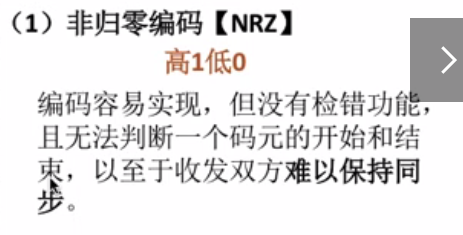 （1）非归零编码【NRZ】
高1低0
编码容易实现，但没有检错功能，
且无法判断一个码元的开始和结
束，以至于收发双方难以保持同
步。